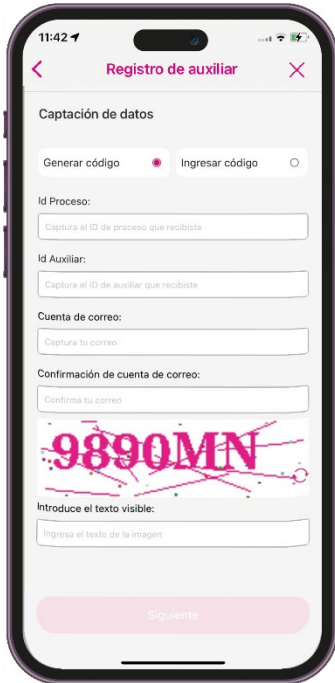 11:42
Registro de auxiliar
Captación de datos
Generar código
Ingresar código
Id Proceso:
Captura el ID de proceso que recibiste
Id Auxiliar:
Captura el ID de auxiliar que recibiste
Cuenta de correo:
Captura tu correo
Confirmación de cuenta de correo:
Confirma tu correo
9890MN
Introduce el texto visible:
Ingresa el texto de la imagen
Siguiente